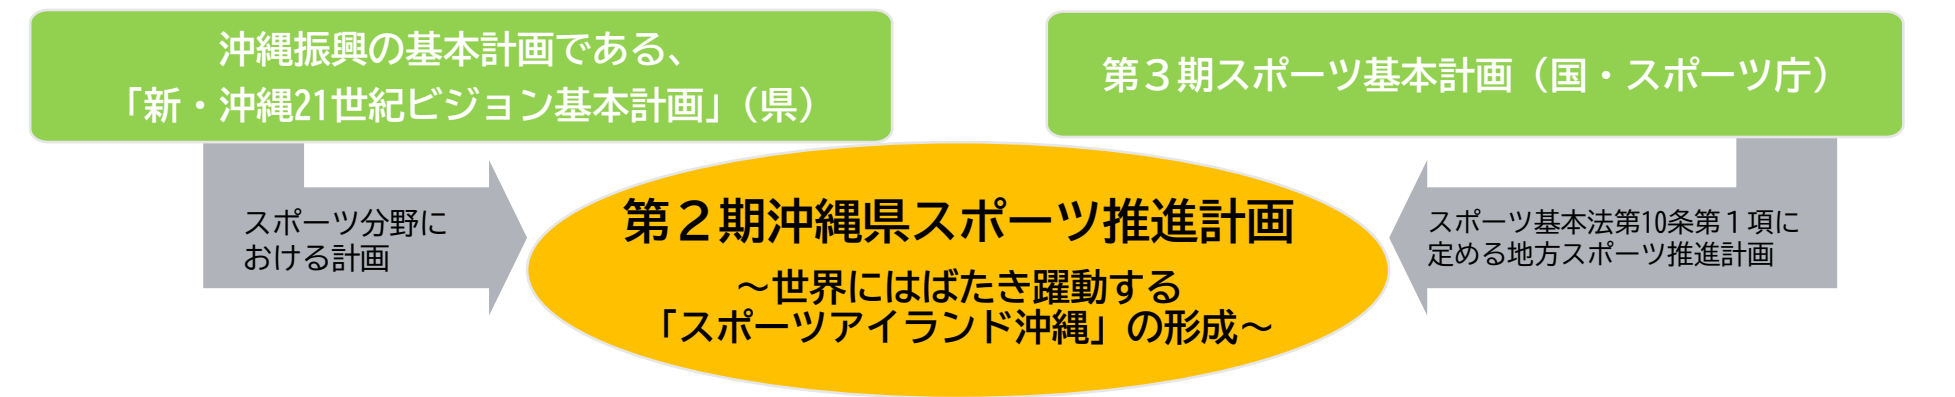 沖縄振興の基本計画である、
「新・沖縄21世紀ビジョン基本計画」（県）
第３期スポーツ基本計画（国・スポーツ庁）
スポーツ分野に
おける計画
第２期沖縄県スポーツ推進計画
～世界にはばたき躍動する
「スポーツアイランド沖縄」の形成～
スポーツ基本法第10条第１項に
定める地方スポーツ推進計画